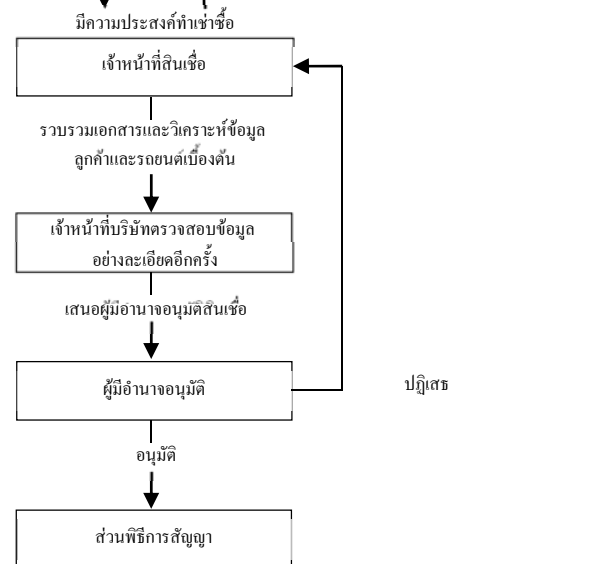 มีความประสงค์ทำเช่าซื้อ
เจ้าหน้าที่สินเชื่อ
รวบรวมเอกสารและวิเคราะห์ข้อมูล
ลูกค้าและรถยนต์เบื้องต้น
เจ้าหน้าที่บริษัทตรวจสอบข้อมูล
อย่างละเอียดอีกครั้ง
เสนอผู้มีอำนาจอนุมัติสินเชื่อ
ผู้มีอำนาจอนุมัติ
ปฏิเสธ
อนุมัติ
ส่วนพิธีการสัญญา